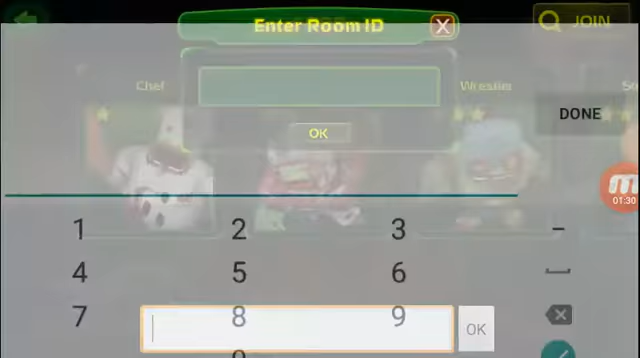 Enter Room ID X
JOIN
Chef Wrestler
DONE
OK
01:30
1 2 3 -
4 5 6
7 8 9
OK